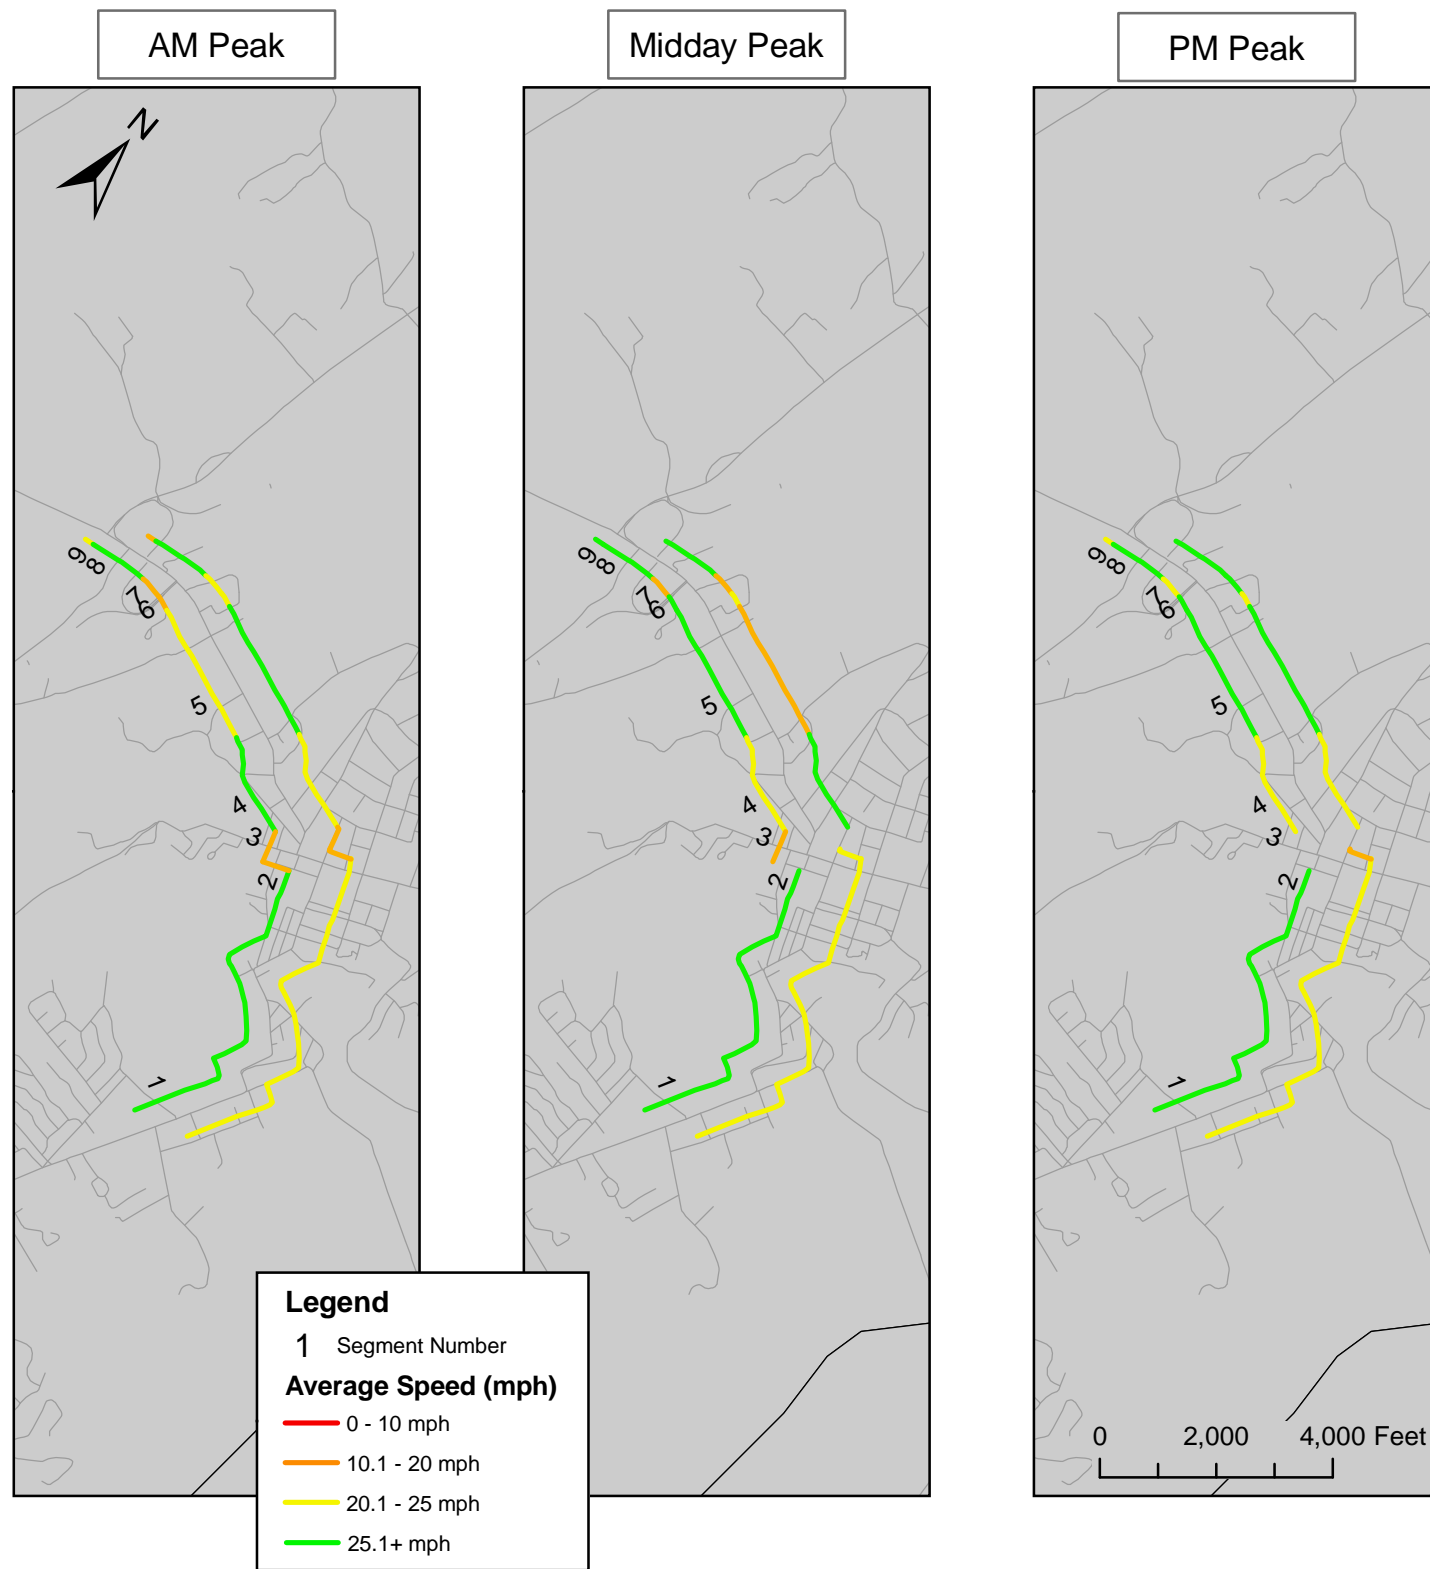 AM Peak
Midday Peak
PM Peak
N
9
8
7
6
5
4
3
2
1
9
8
7
6
5
4
3
2
1
9
8
7
6
5
4
3
2
1
Legend
1 Segment Number
Average Speed (mph)
0 - 10 mph
10.1 - 20 mph
20.1 - 25 mph
25.1+ mph
0 2,000 4,000 Feet